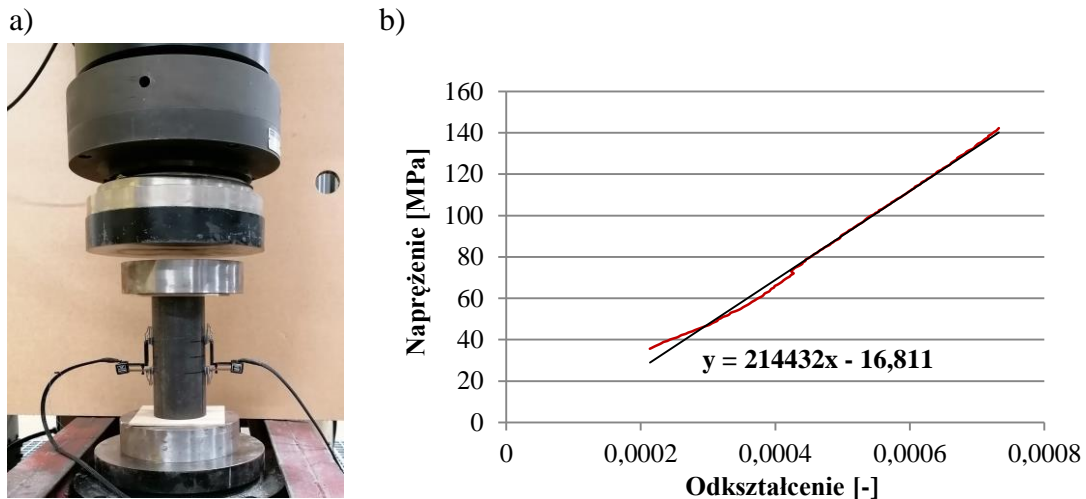 a)
b)
160
140
120
100
80
60
40
20
0
Naprężenie [MPa]
y = 214432x - 16,811
0
0,0002
0,0004
0,0006
0,0008
Odkształcenie [-]